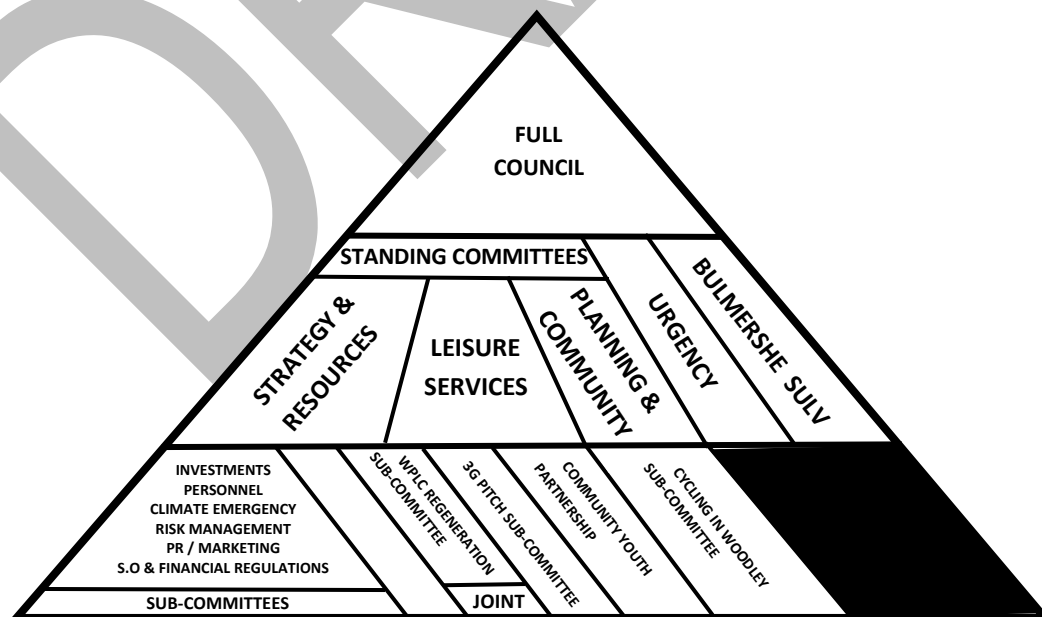 FULL
COUNCIL
STANDING COMMITTEES
STRATEGY &
RESOURCES
LEISURE
SERVICES
PLANNING &
COMMUNITY
URGENCY
BULMERSHE SULV
INVESTMENTS
PERSONNEL
CLIMATE EMERGENCY
RISK MANAGEMENT
PR / MARKETING
S.O & FINANCIAL REGULATIONS
SUB-COMMITTEES
WPLC REGENERATION
SUB-COMMITTEE
3G PITCH SUB-COMMITTEE
JOINT
COMMUNITY YOUTH
PARTNERSHIP
CYCLING IN WOODLEY
SUB-COMMITTEE